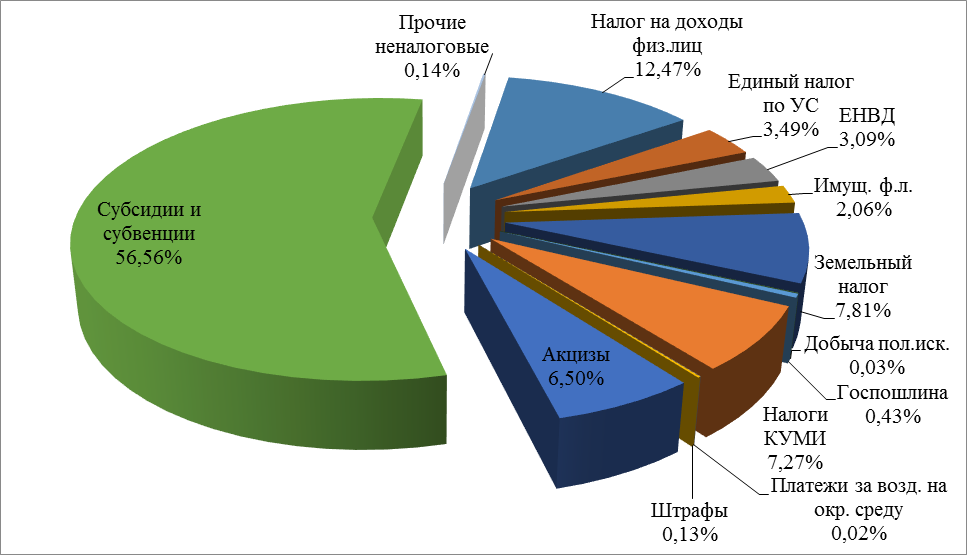 Прочие
неналоговые
0,14%
Налог на доходы
физ.лиц
12,47%
Единый налог
по УС
3,49%
ЕНВД
3,09%
Имущ. ф.л.
2,06%
Земельный
налог
7,81%
Добыча пол.иск.
0,03%
Госпошлина
0,43%
Налоги
КУМИ
7,27%
Платежи за возд. на
окр. среду
0,02%
Штрафы
0,13%
Акцизы
6,50%
Субсидии и
субвенции
56,56%